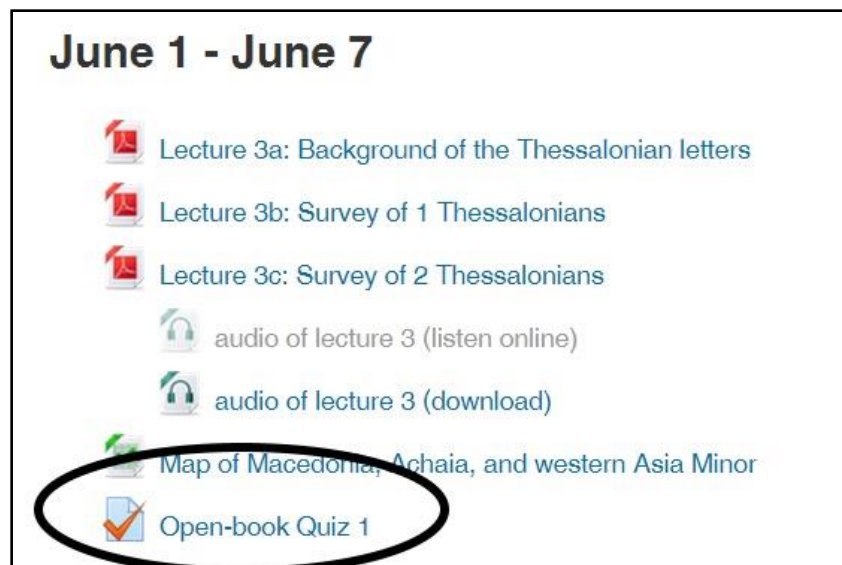 June 1 - June 7
Lecture 3a: Background of the Thessalonian letters
Lecture 3b: Survey of 1 Thessalonians
Lecture 3c: Survey of 2 Thessalonians
audio of lecture 3 (listen online)
audio of lecture 3 (download)
Map of Macedonia, Achaia, and western Asia Minor
Open-book Quiz 1